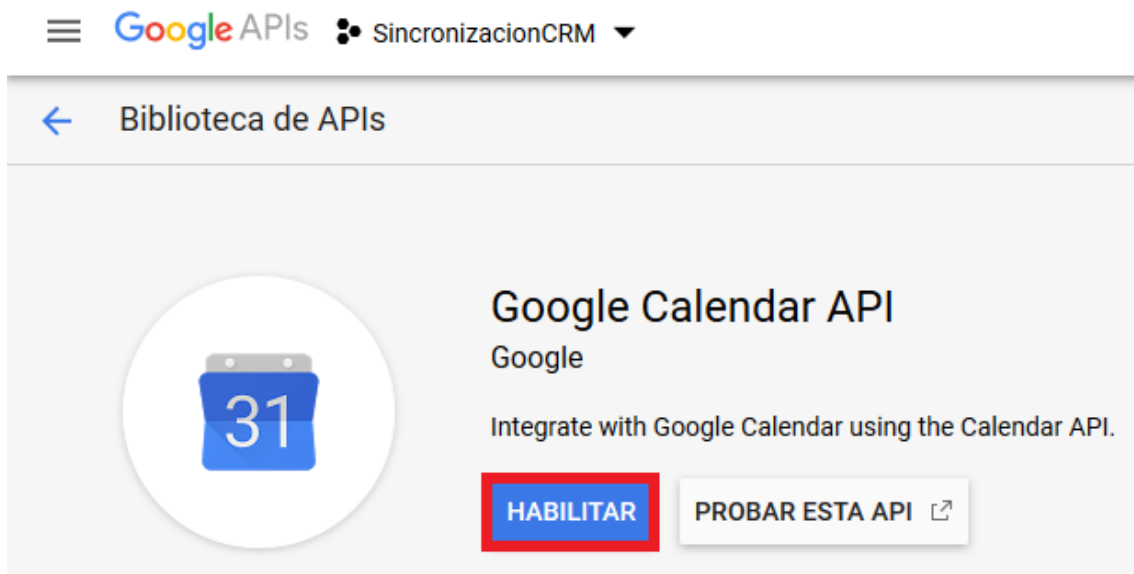 Google APIs SincronizacionCRM
Biblioteca de APIs
Google Calendar API
Google
31
Integrate with Google Calendar using the Calendar API.
HABILITAR PROBAR ESTA API